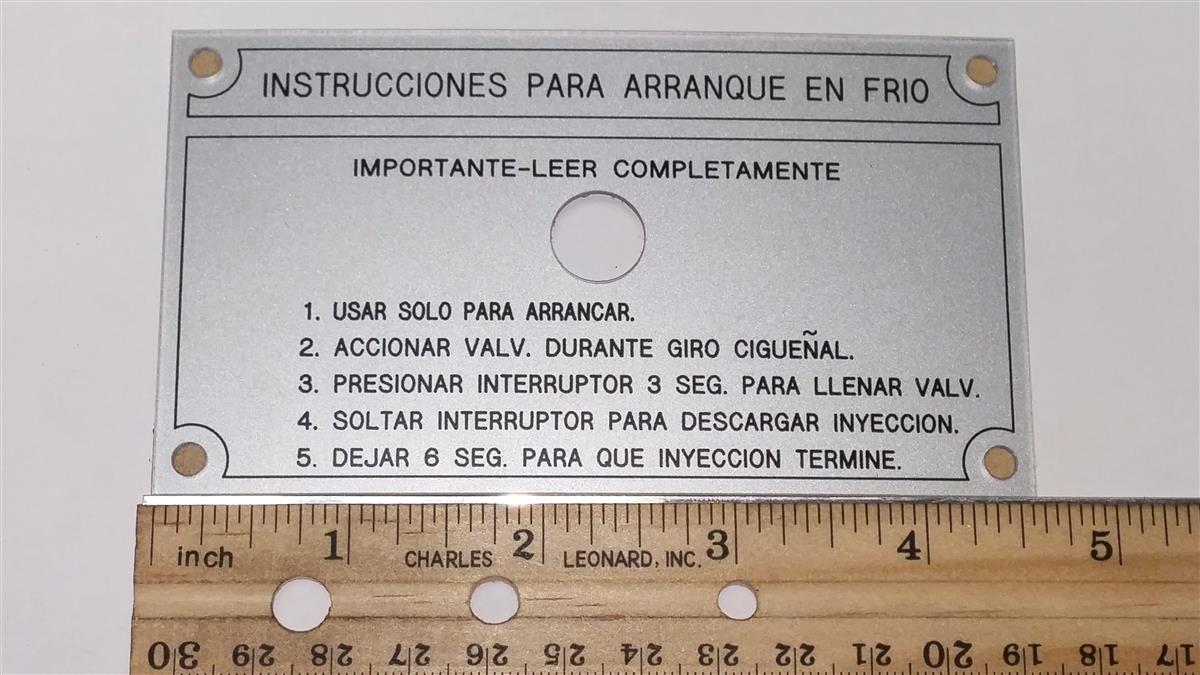 INSTRUCCIONES PARA ARRANQUE EN FRIO
IMPORTANTE-LEER COMPLETAMENTE
1. USAR SOLO PARA ARRANCAR.
2. ACCIONAR VALV. DURANTE GIRO CIGUEÑAL.
3. PRESIONAR INTERRUPTOR 3 SEG. PARA LLENAR VALV.
4. SOLTAR INTERRUPTOR PARA DESCARGAR INYECCION.
5. DEJAR 6 SEG. PARA QUE INYECCION TERMINE.
inch 1 CHARLES 2 LEONARD, INC. 3 4 5
30 29 28 27 26 25 24 23 22 21 20 19 18 17